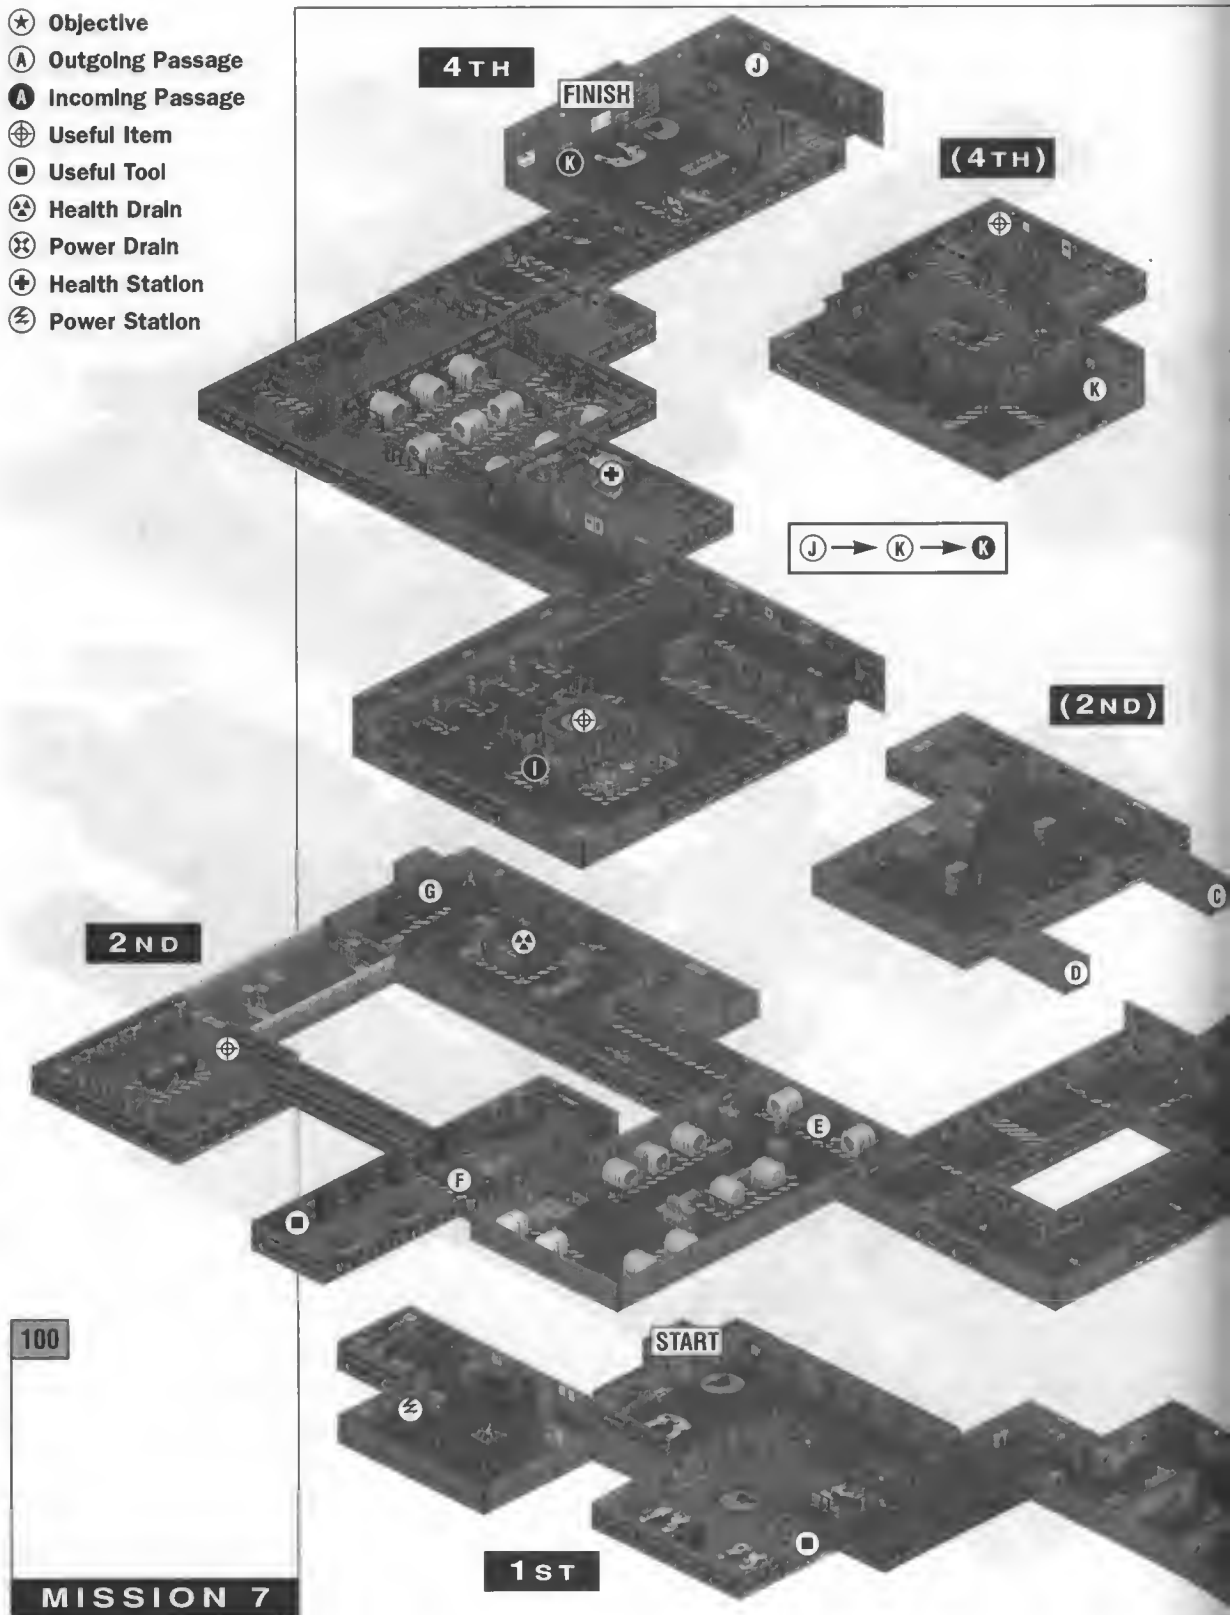 Objective
A Outgoing Passage
A Incoming Passage
Useful Item
Useful Tool
Health Drain
Power Drain
Health Station
Power Station
4TH
FINISH
J
K
(4TH)
K
J K K
I
(2ND)
C
D
2ND
G
E
F
START
1ST
100
MISSION 7